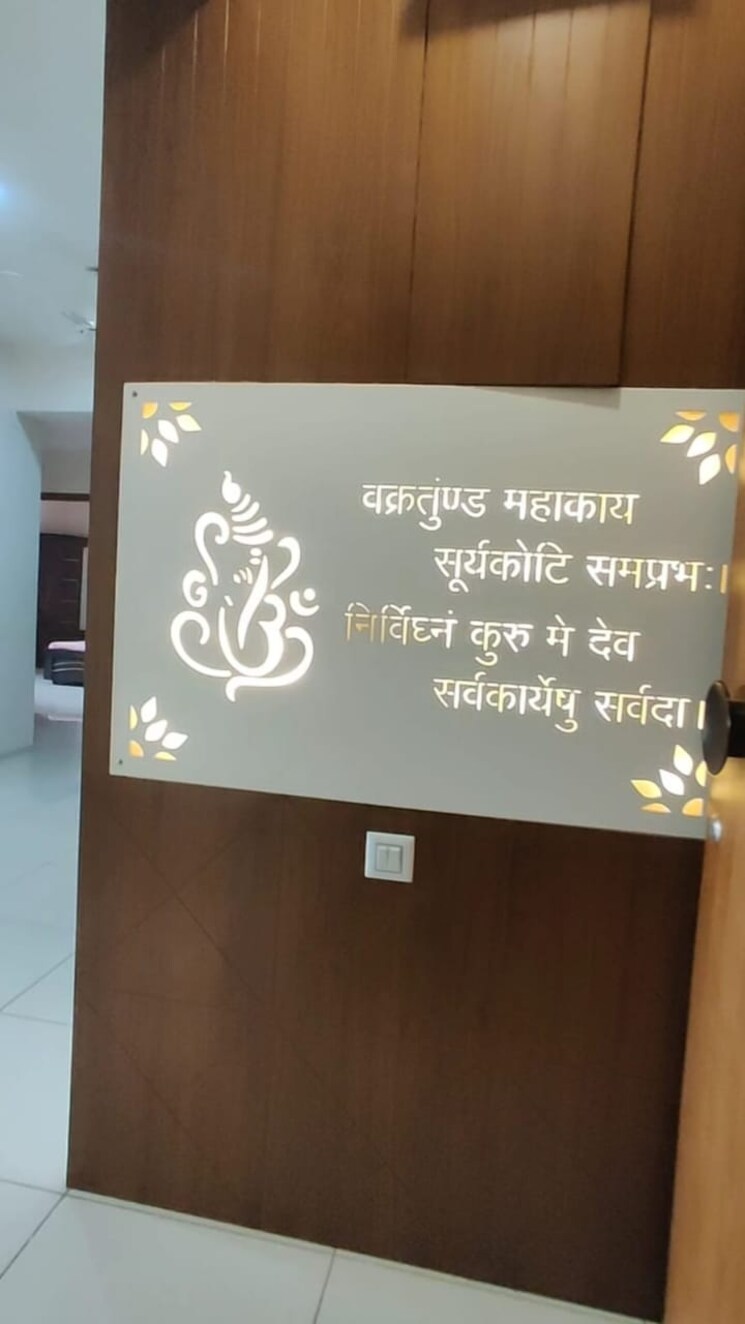 वक्रतुंण्ड महाकाय
सूर्यकोटि समप्रभः।
निर्विघ्नं कुरु मे देव
सर्वकार्येषु सर्वदा।